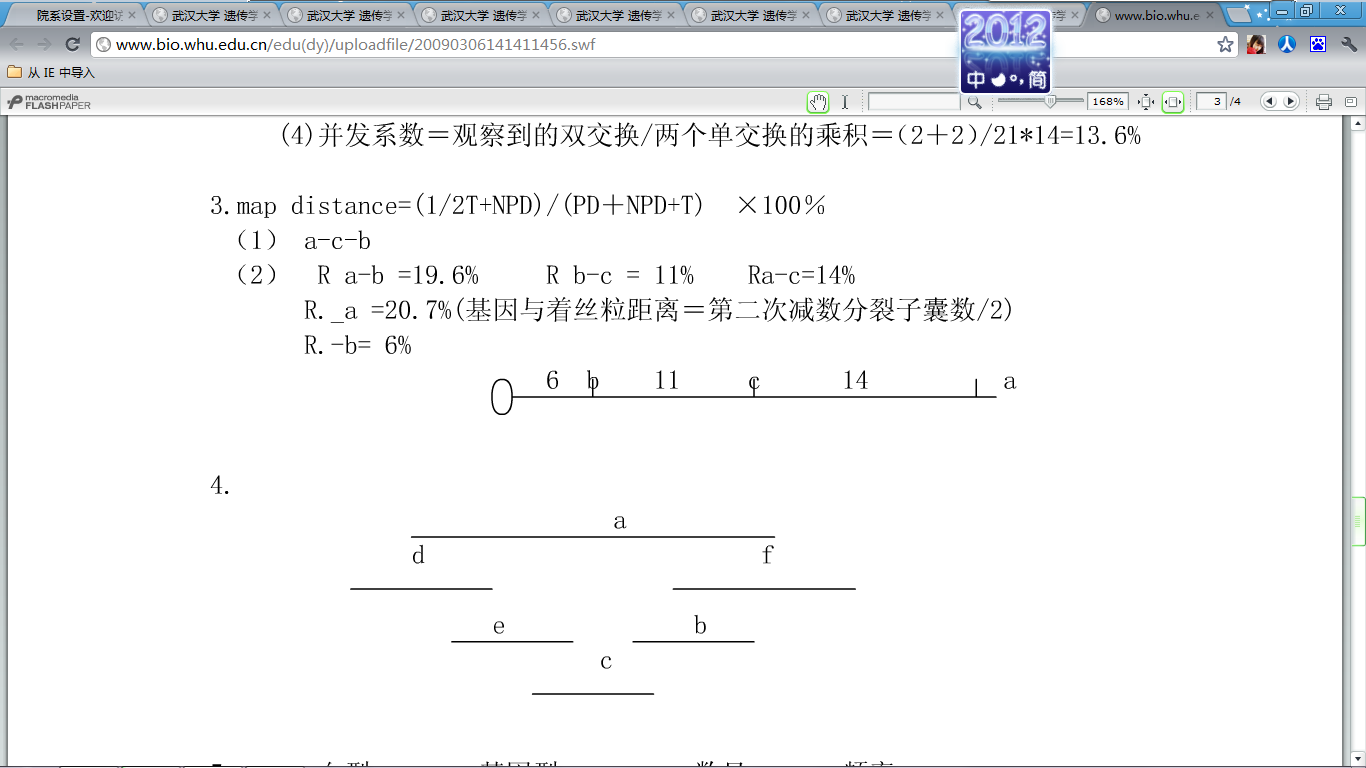 院系设置-欢迎访 武汉大学 遗传学 武汉大学 遗传学 武汉大学 遗传学 武汉大学 遗传学 武汉大学 遗传学 武汉大学 遗传学 www.bio.whu.e
www.bio.whu.edu.cn/edu(dy)/uploadfile/20090306141411456.swf
2012
中 简
从 IE 中导入
macromedia
FLASHPAPER
168% 3 /4
(4)并发系数＝观察到的双交换/两个单交换的乘积＝(2＋2)/21*14=13.6%
3.map distance=(1/2T+NPD)/(PD＋NPD+T) ×100％
（1） a-c-b
（2） R a-b =19.6% R b-c = 11% Ra-c=14%
R._a =20.7%(基因与着丝粒距离＝第二次减数分裂子囊数/2)
R.-b= 6%
6 b 11 c 14 a
4.
a
d f
e b
c